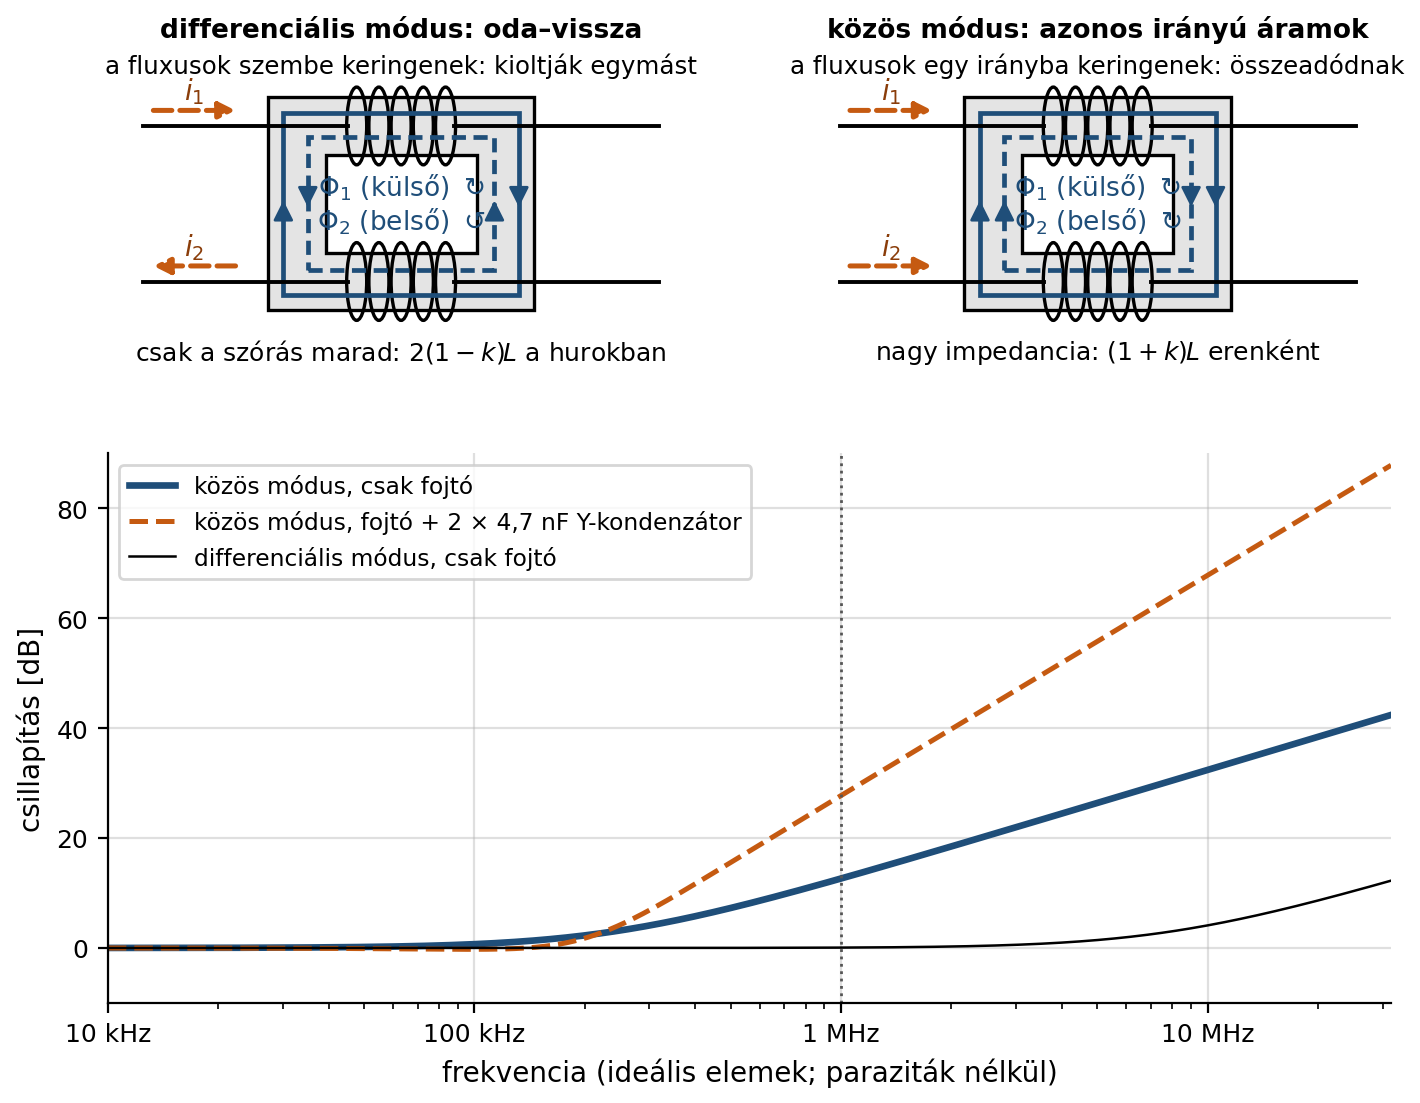 differenciális módus: oda–vissza
a fluxusok szembe keringenek: kioltják egymást
i₁
Φ₁ (külső) ↻
Φ₂ (belső) ↺
i₂
csak a szórás marad: 2(1 − k)L a hurokban
közös módus: azonos irányú áramok
a fluxusok egy irányba keringenek: összeadódnak
i₁
Φ₁ (külső) ↻
Φ₂ (belső) ↻
i₂
nagy impedancia: (1 + k)L erenként
közös módus, csak fojtó
közös módus, fojtó + 2 × 4,7 nF Y-kondenzátor
differenciális módus, csak fojtó
csillapítás [dB]
80
60
40
20
0
10 kHz
100 kHz
1 MHz
10 MHz
frekvencia (ideális elemek; paraziták nélkül)